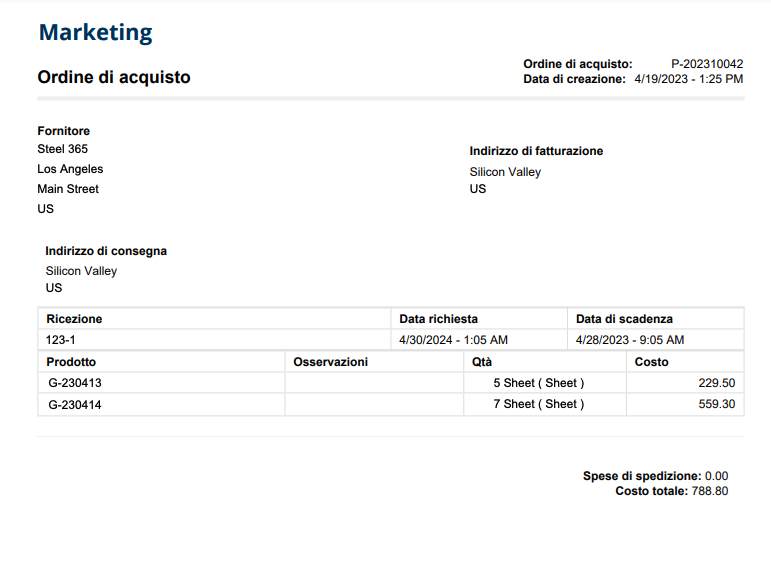 Marketing
Ordine di acquisto
Ordine di acquisto: P-202310042
Data di creazione: 4/19/2023 - 1:25 PM
Fornitore
Steel 365
Los Angeles
Main Street
US
Indirizzo di fatturazione
Silicon Valley
US
Indirizzo di consegna
Silicon Valley
US
Ricezione Data richiesta Data di scadenza
123-1 4/30/2024 - 1:05 AM 4/28/2023 - 9:05 AM
Prodotto Osservazioni Qtà Costo
G-230413 5 Sheet ( Sheet ) 229.50
G-230414 7 Sheet ( Sheet ) 559.30
Spese di spedizione: 0.00
Costo totale: 788.80